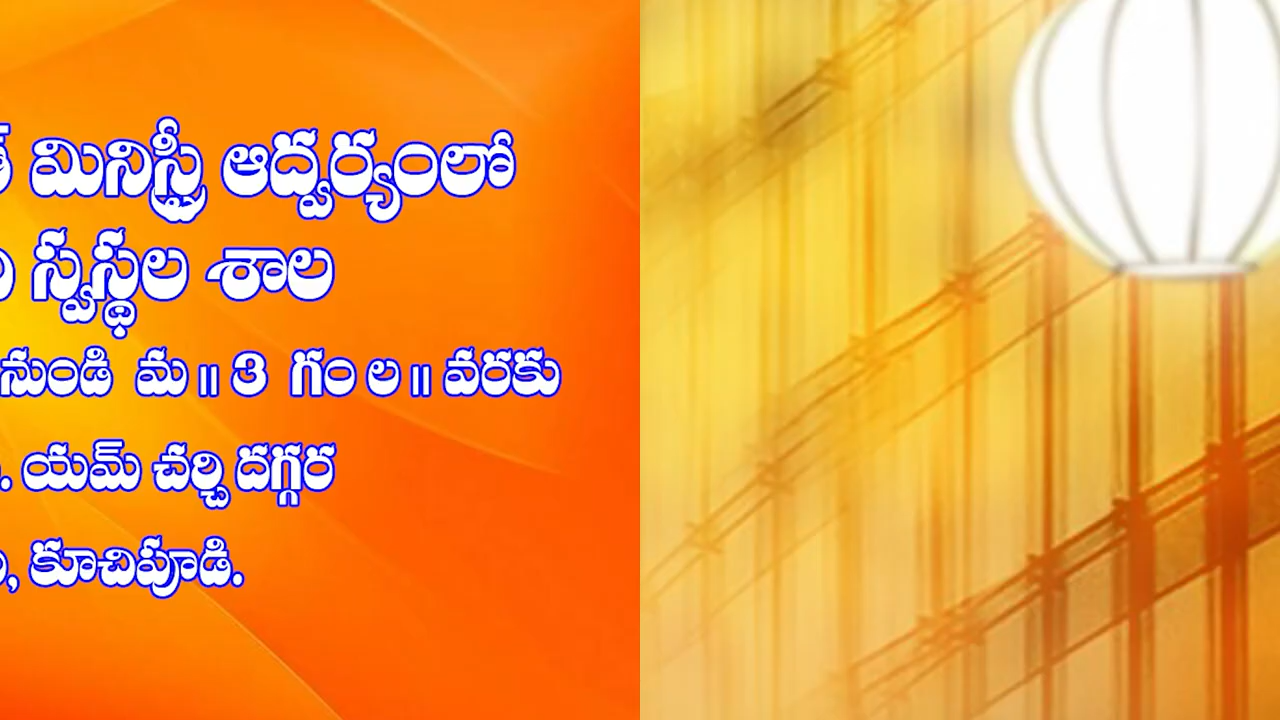 మినిస్ట్రీ ఆద్వర్యంలో
స్వస్థల శాల
నుండి మ॥ 3 గం ల॥ వరకు
. యమ్ చర్చి దగ్గర
, కూచిపూడి.